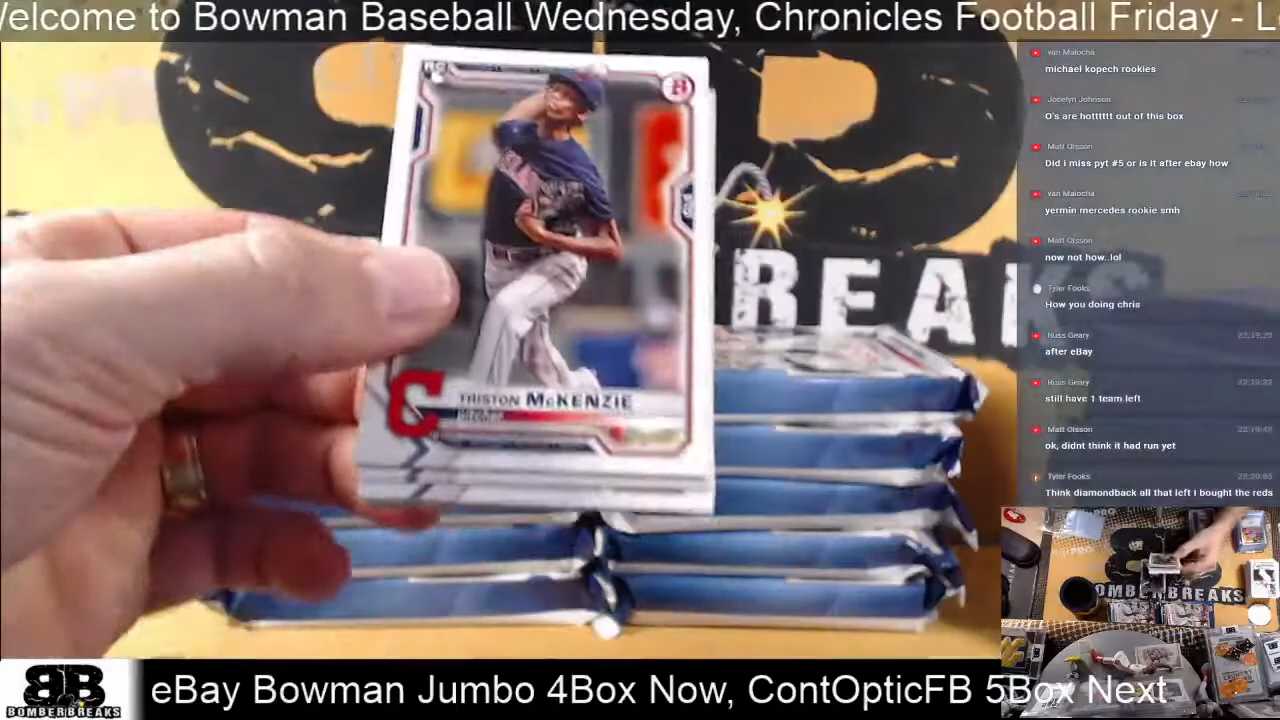 Welcome to Bowman Baseball Wednesday, Chronicles Football Friday - L
RC
B
TRISTON McKENZIE
C
REAK
van Malocha
michael kopech rookies
Jocelyn Johnson
O's are hotttttt out of this box
Matt Olsson
Did i miss pyt #5 or is it after ebay how
van Malocha
yermin mercedes rookie smh
Matt Olsson
now not how..lol
Tyler Fooks
How you doing chris
Russ Geary
after eBay
Russ Geary
still have 1 team left
Matt Olsson
ok, didnt think it had run yet
Tyler Fooks
Think diamondback all that left I bought the reds
OMBERBREAKS
BB
BOMBERBREAKS
eBay Bowman Jumbo 4Box Now, ContOpticFB 5Box Next